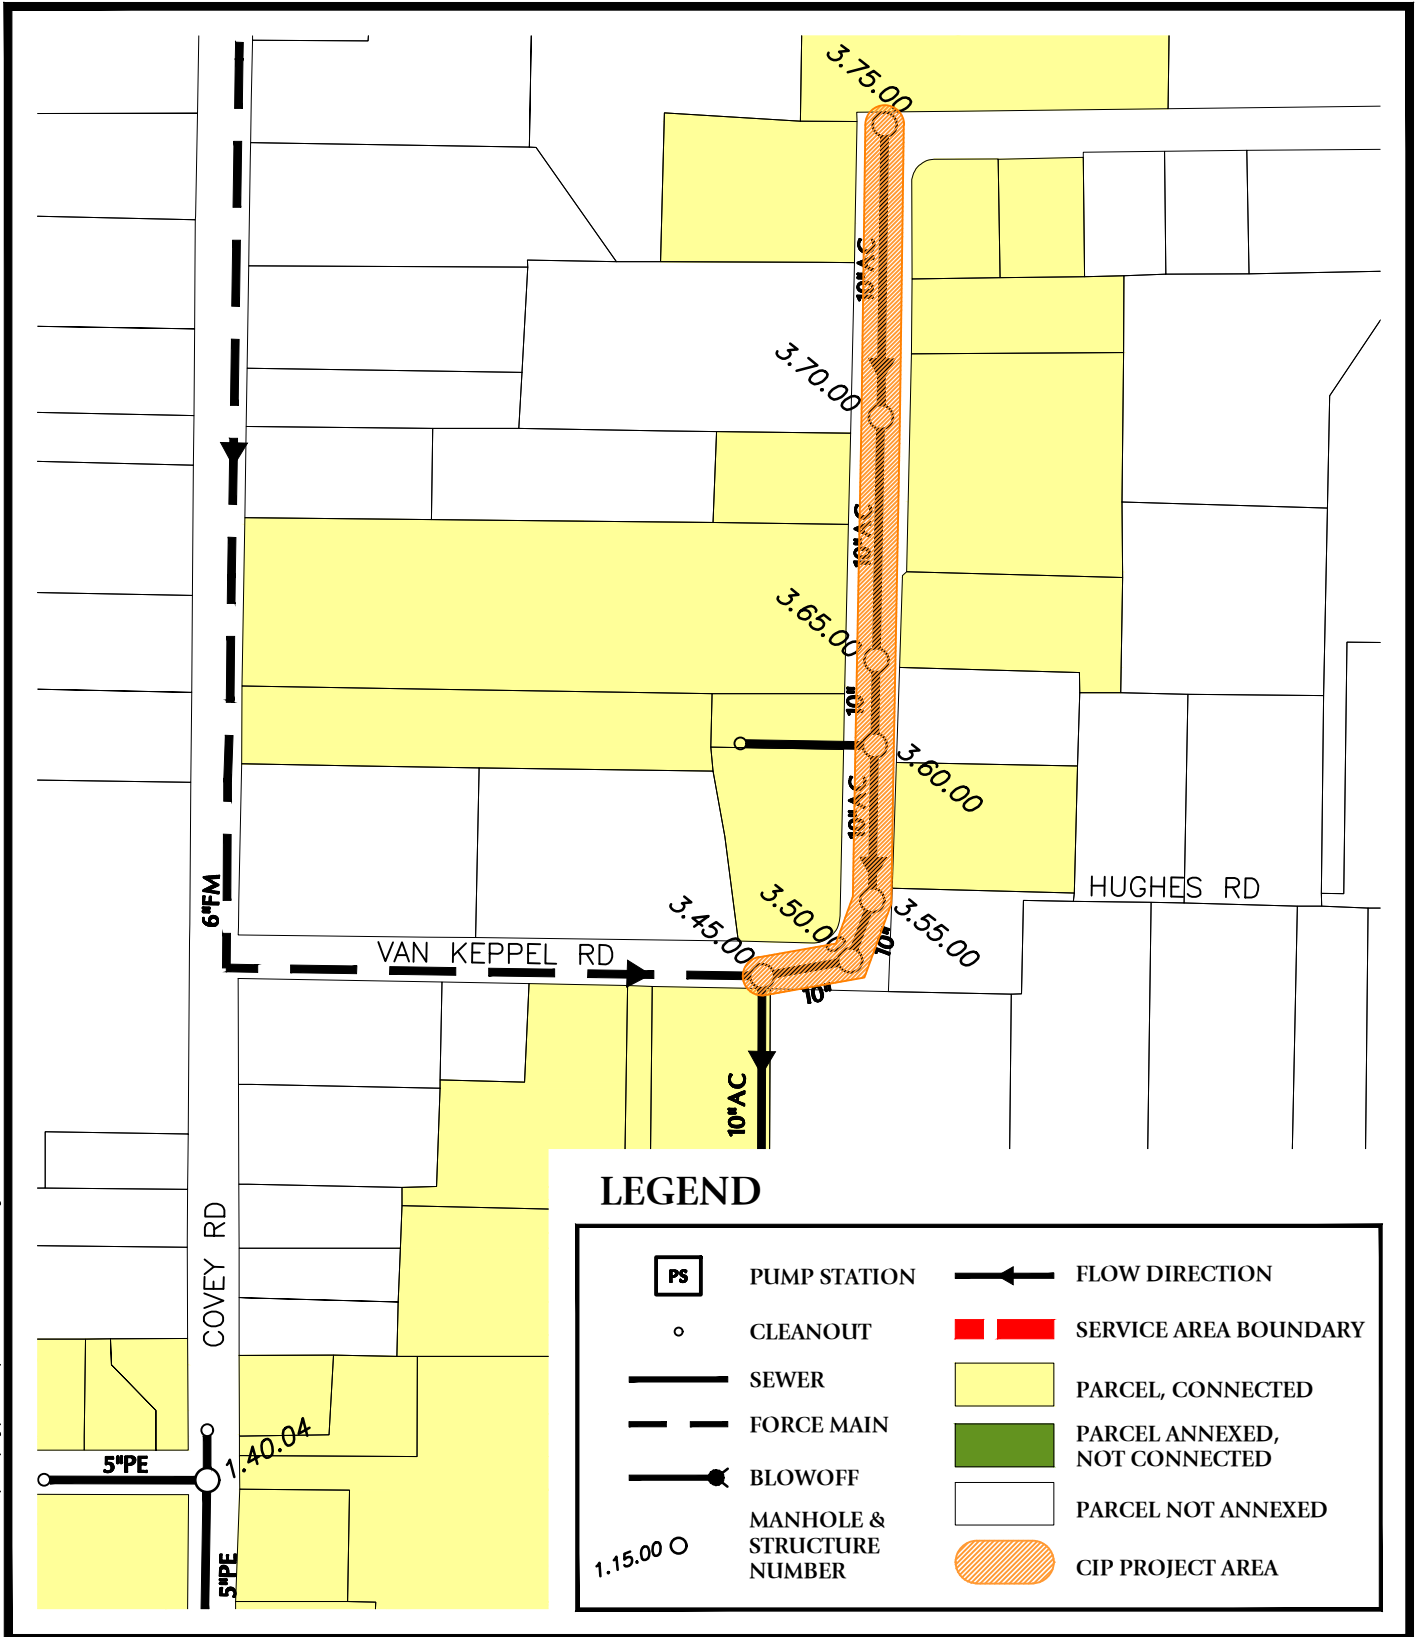 3.75.00
10"AC
3.70.00
10"AC
3.65.00
10"
3.60.00
10"AC
6"FM
HUGHES RD
3.45.00
3.50.00
3.55.00
10"
VAN KEPPEL RD
10"
10"AC
COVEY RD
1.40.04
5"PE
5"PE
LEGEND
PS
PUMP STATION
CLEANOUT
SEWER
FORCE MAIN
BLOWOFF
1.15.00
MANHOLE &
STRUCTURE
NUMBER
FLOW DIRECTION
SERVICE AREA BOUNDARY
PARCEL, CONNECTED
PARCEL ANNEXED,
NOT CONNECTED
PARCEL NOT ANNEXED
CIP PROJECT AREA